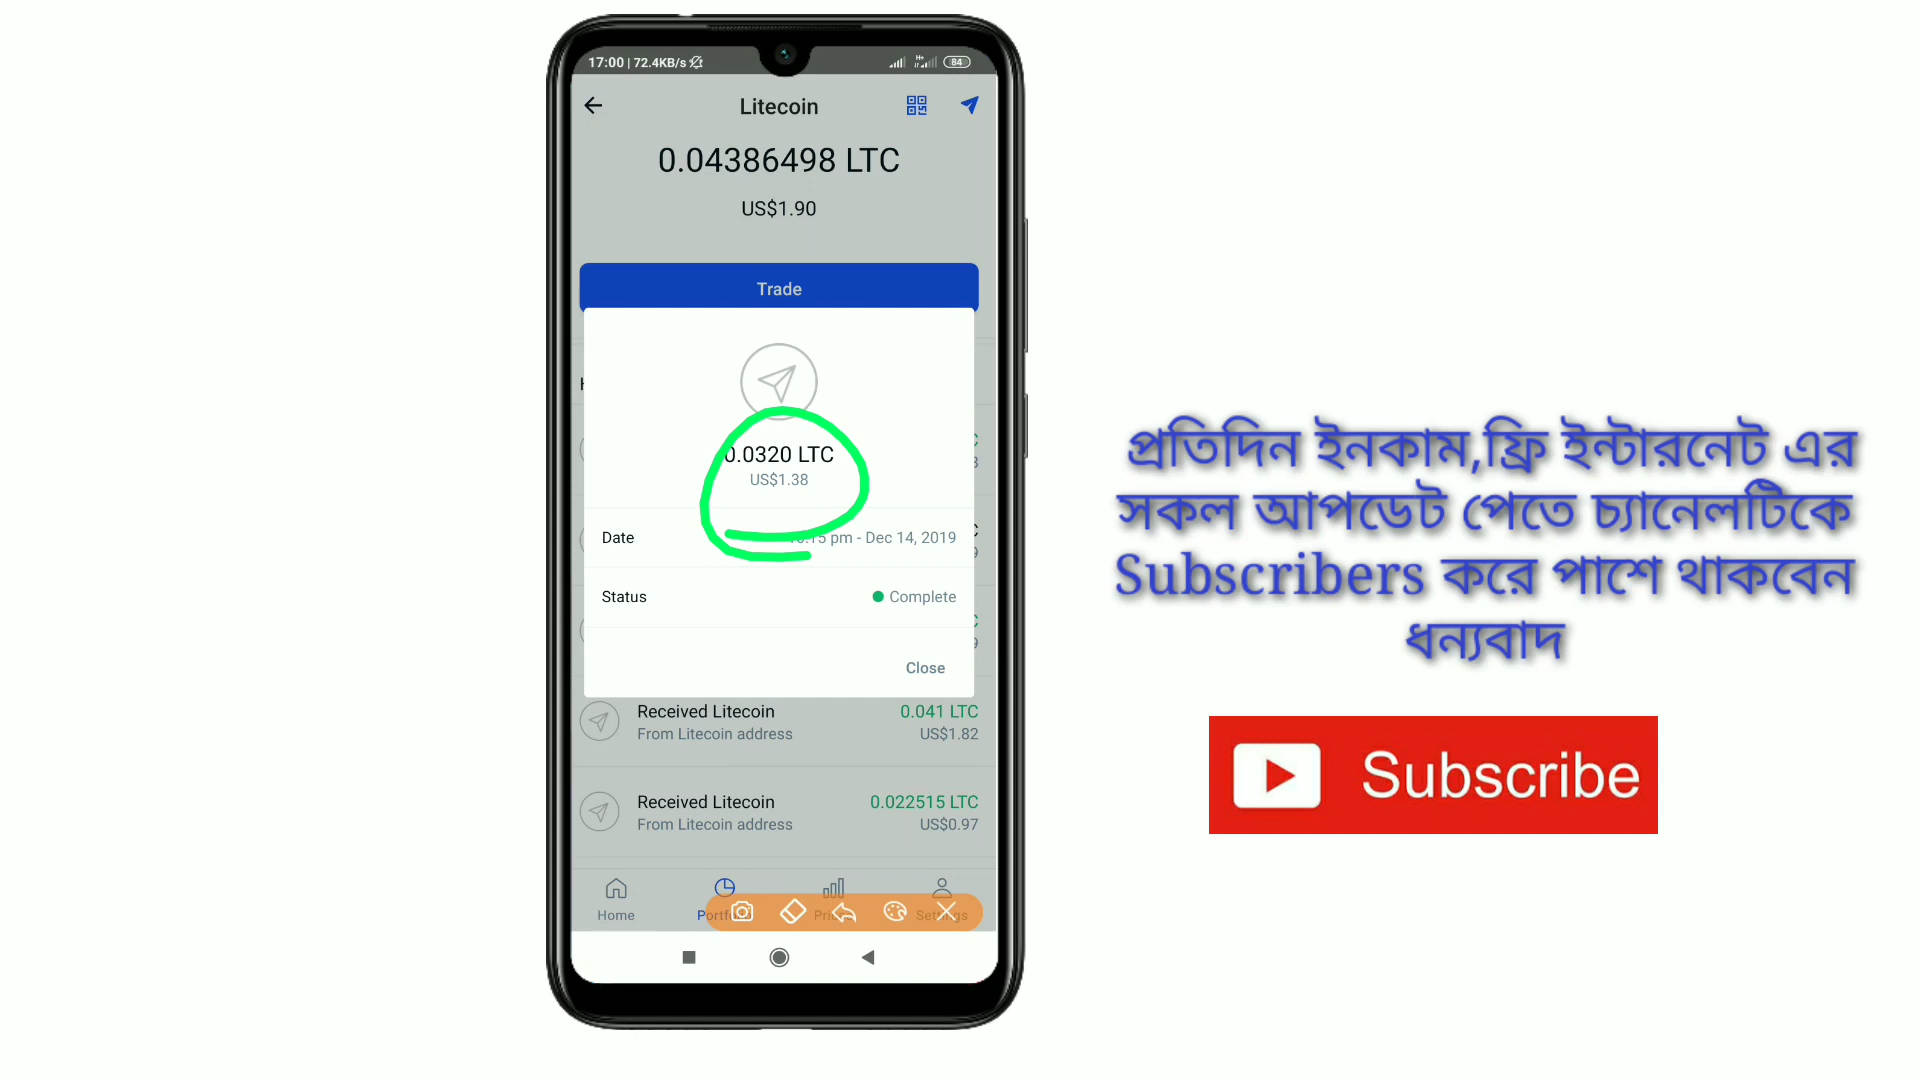 17:00 | 72.4KB/s
84
Litecoin
0.04386498 LTC
US$1.90
Trade
0.0320 LTC
US$1.38
Date
pm - Dec 14, 2019
Status
Complete
Close
Received Litecoin
0.041 LTC
From Litecoin address
US$1.82
Received Litecoin
0.022515 LTC
From Litecoin address
US$0.97
Home
প্রতিদিন ইনকাম,ফ্রি ইন্টারনেট এর
সকল আপডেট পেতে চ্যানেলটিকে
Subscribers করে পাশে থাকবেন
ধন্যবাদ
Subscribe